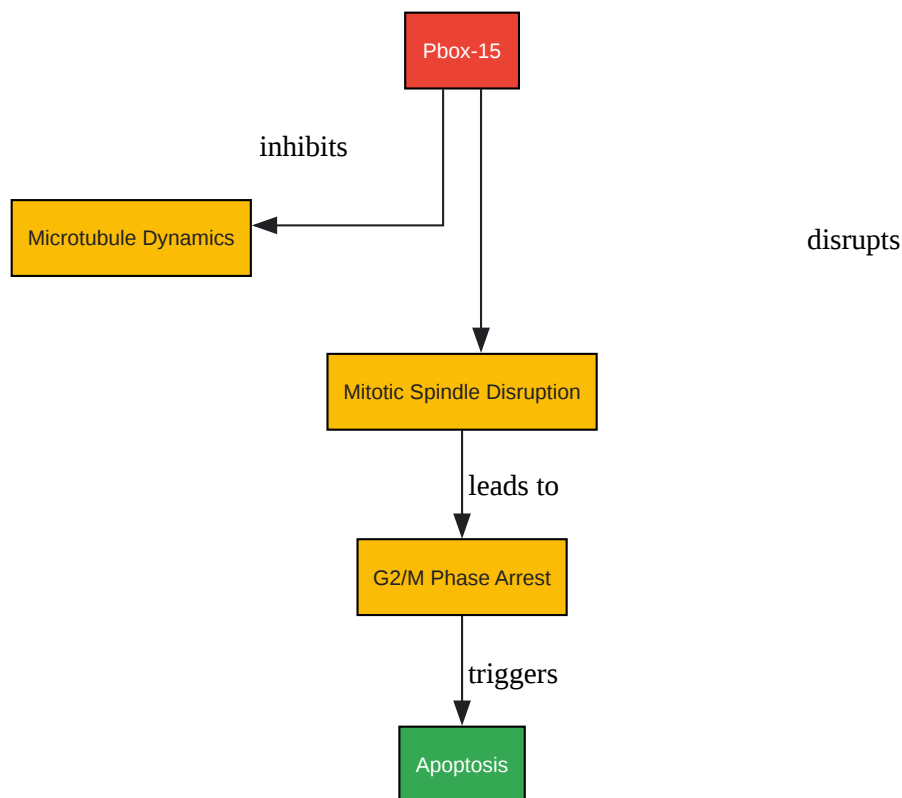 Pbox-15
inhibits
Microtubule Dynamics
disrupts
Mitotic Spindle Disruption
leads to
G2/M Phase Arrest
triggers
Apoptosis